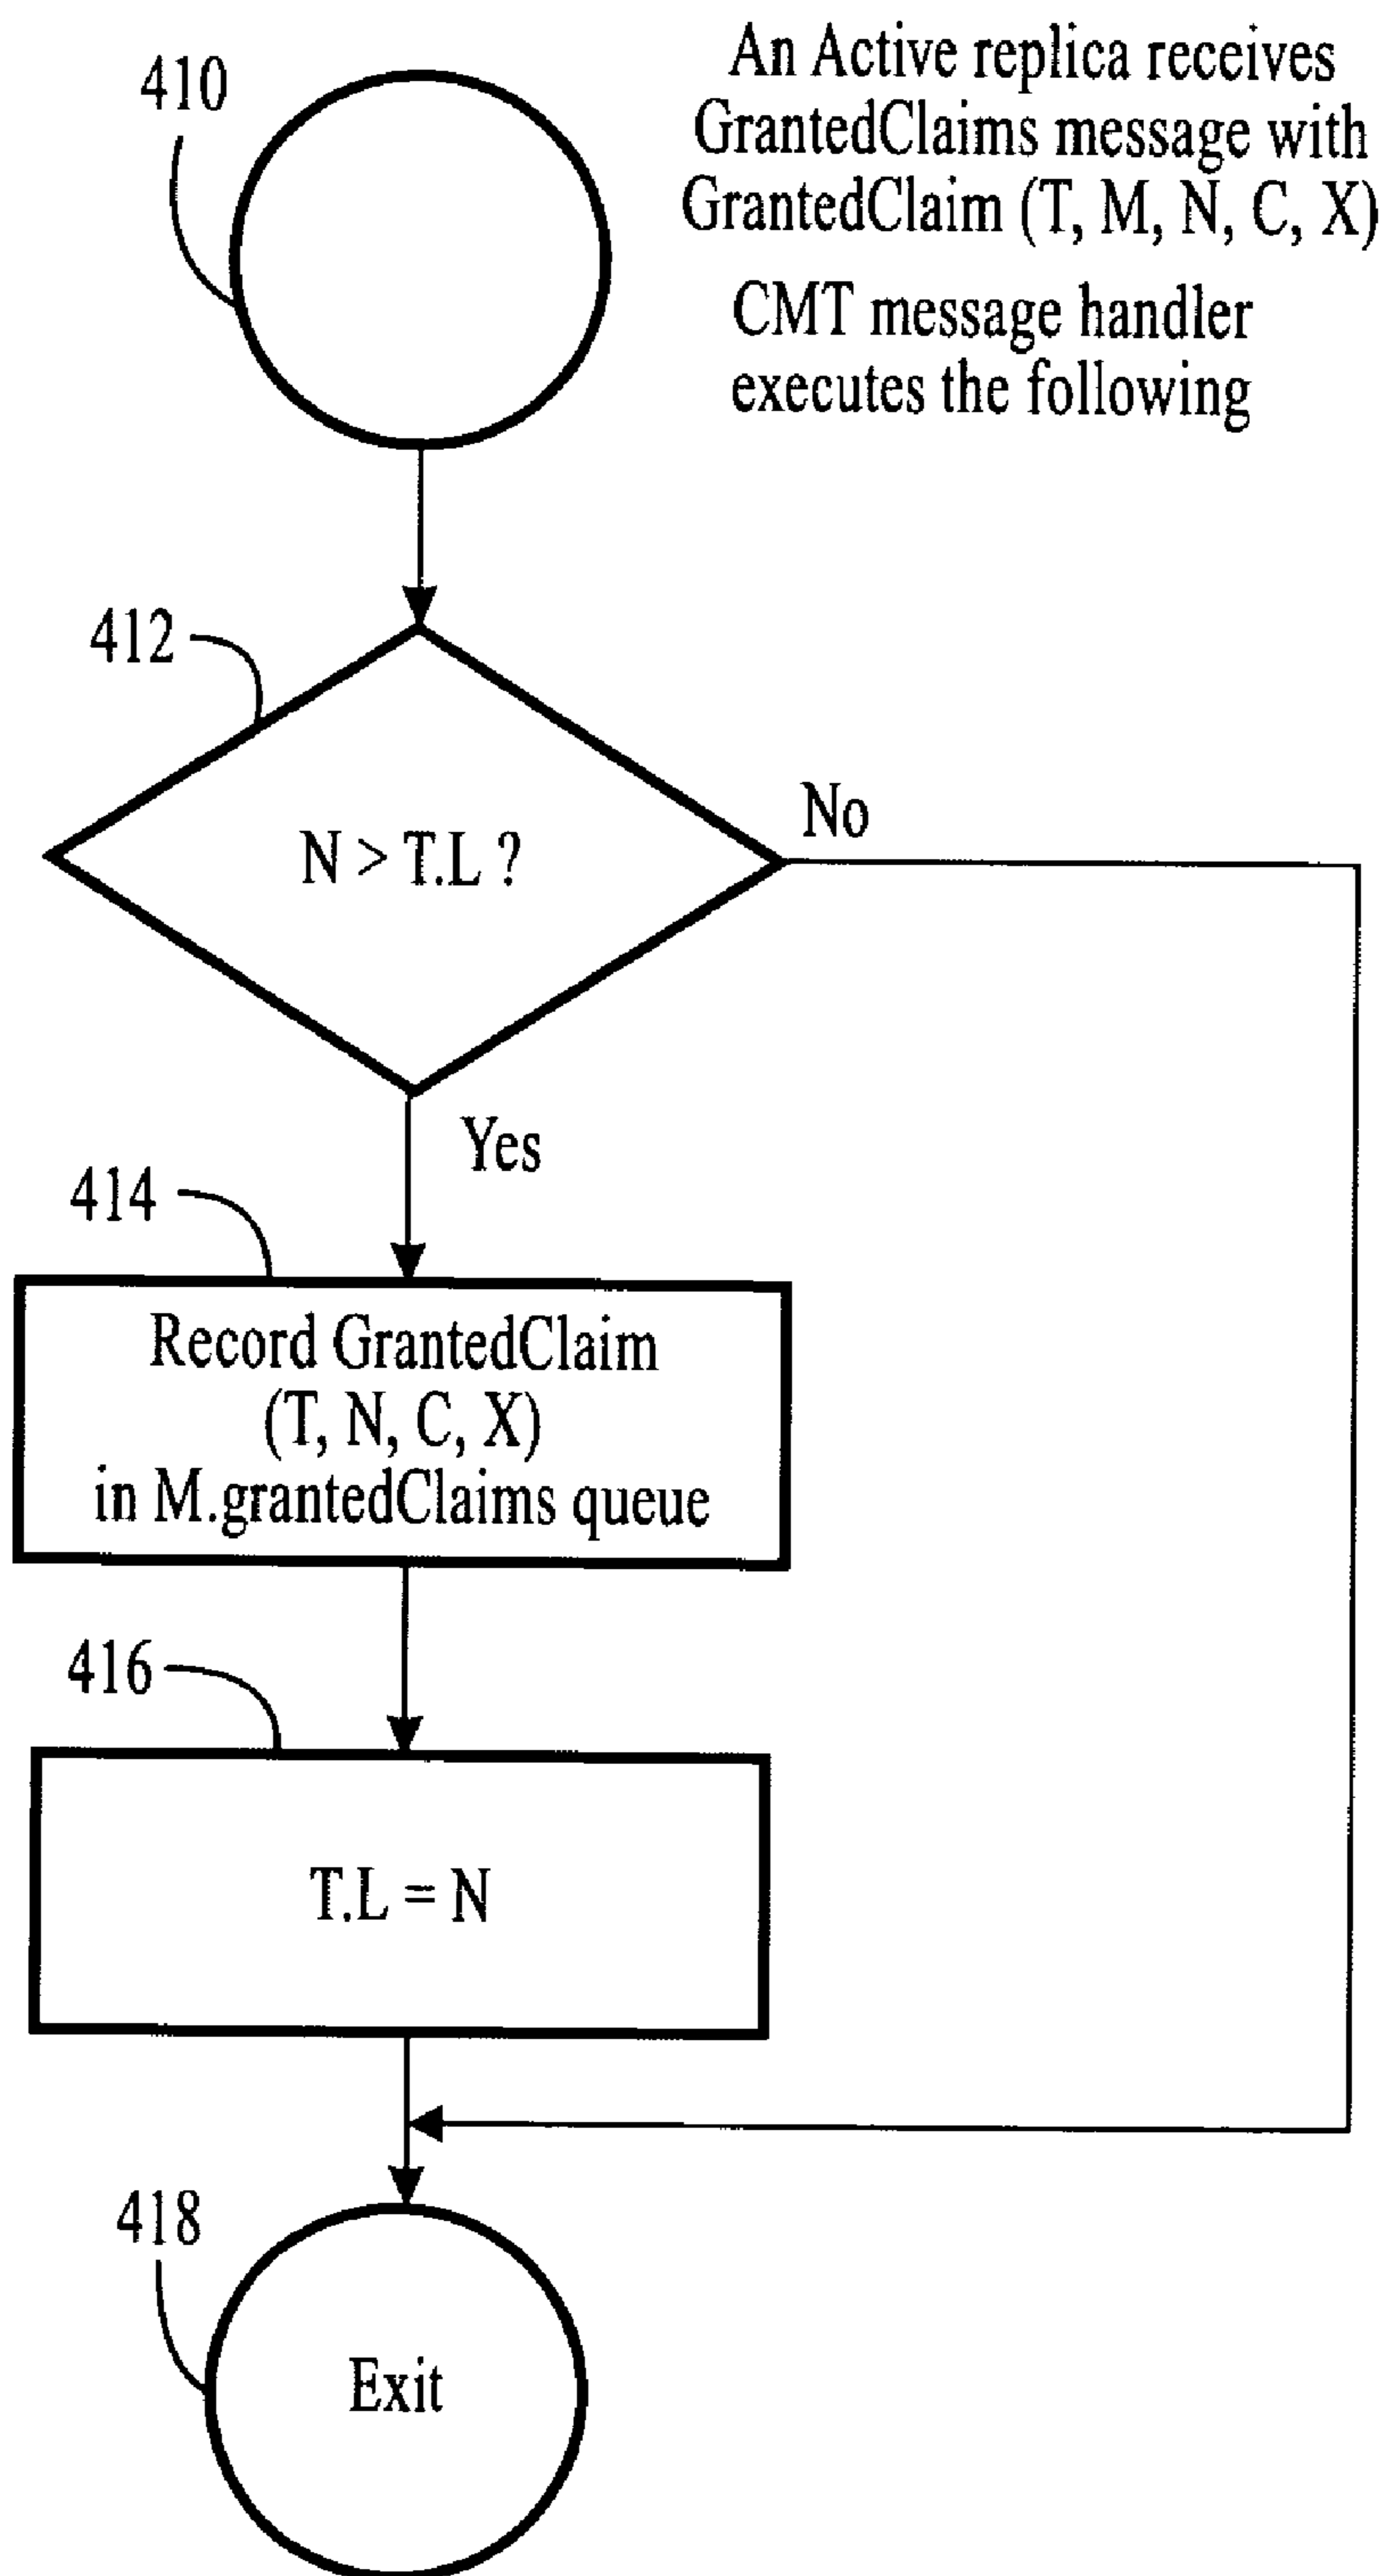 410
An Active replica receives
GrantedClaims message with
GrantedClaim (T, M, N, C, X)
CMT message handler
executes the following
412
N > T.L ?
No
Yes
414
Record GrantedClaim
(T, N, C, X)
in M.grantedClaims queue
416
T.L = N
418
Exit